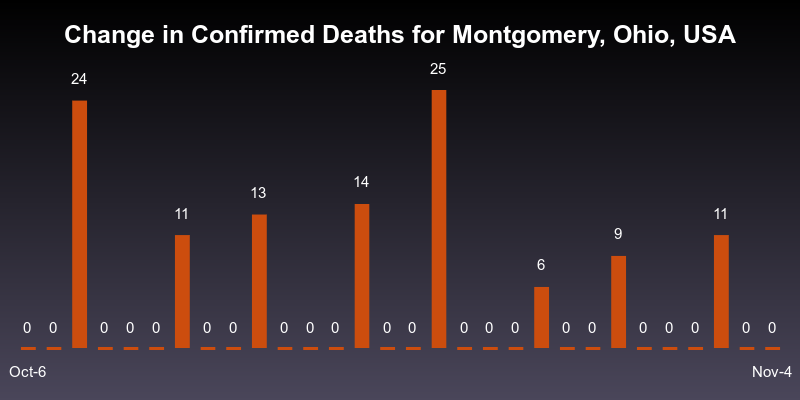 Change in Confirmed Deaths for Montgomery, Ohio, USA
0 0 24 0 0 0 11 0 0 13 0 0 0 14 0 0 25 0 0 0 6 0 0 9 0 0 0 11 0 0
Oct-6 Nov-4